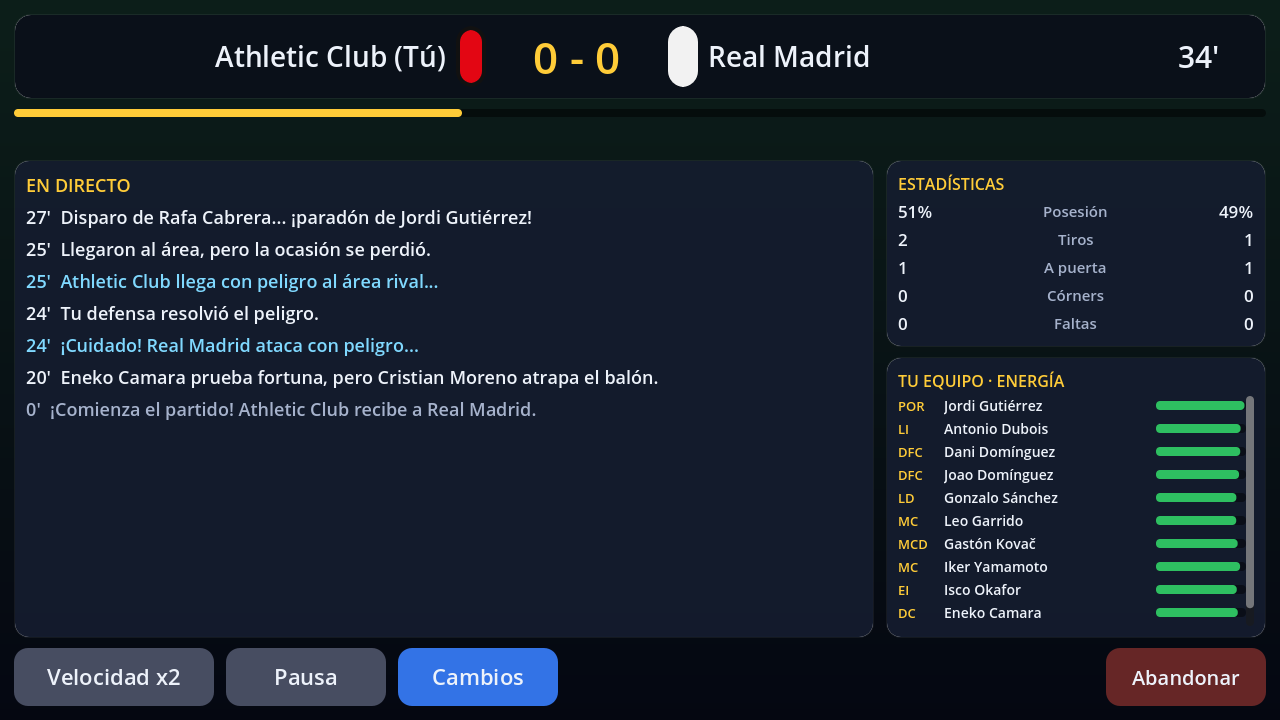 Athletic Club (Tú) 0 - 0 Real Madrid 34'
EN DIRECTO
27' Disparo de Rafa Cabrera... ¡paradón de Jordi Gutiérrez!
25' Llegaron al área, pero la ocasión se perdió.
25' Athletic Club llega con peligro al área rival...
24' Tu defensa resolvió el peligro.
24' ¡Cuidado! Real Madrid ataca con peligro...
20' Eneko Camara prueba fortuna, pero Cristian Moreno atrapa el balón.
0' ¡Comienza el partido! Athletic Club recibe a Real Madrid.
ESTADÍSTICAS
51% Posesión 49%
2 Tiros 1
1 A puerta 1
0 Córners 0
0 Faltas 0
TU EQUIPO · ENERGÍA
POR Jordi Gutiérrez
LI Antonio Dubois
DFC Dani Domínguez
DFC Joao Domínguez
LD Gonzalo Sánchez
MC Leo Garrido
MCD Gastón Kovač
MC Iker Yamamoto
EI Isco Okafor
DC Eneko Camara
Velocidad x2
Pausa
Cambios
Abandonar